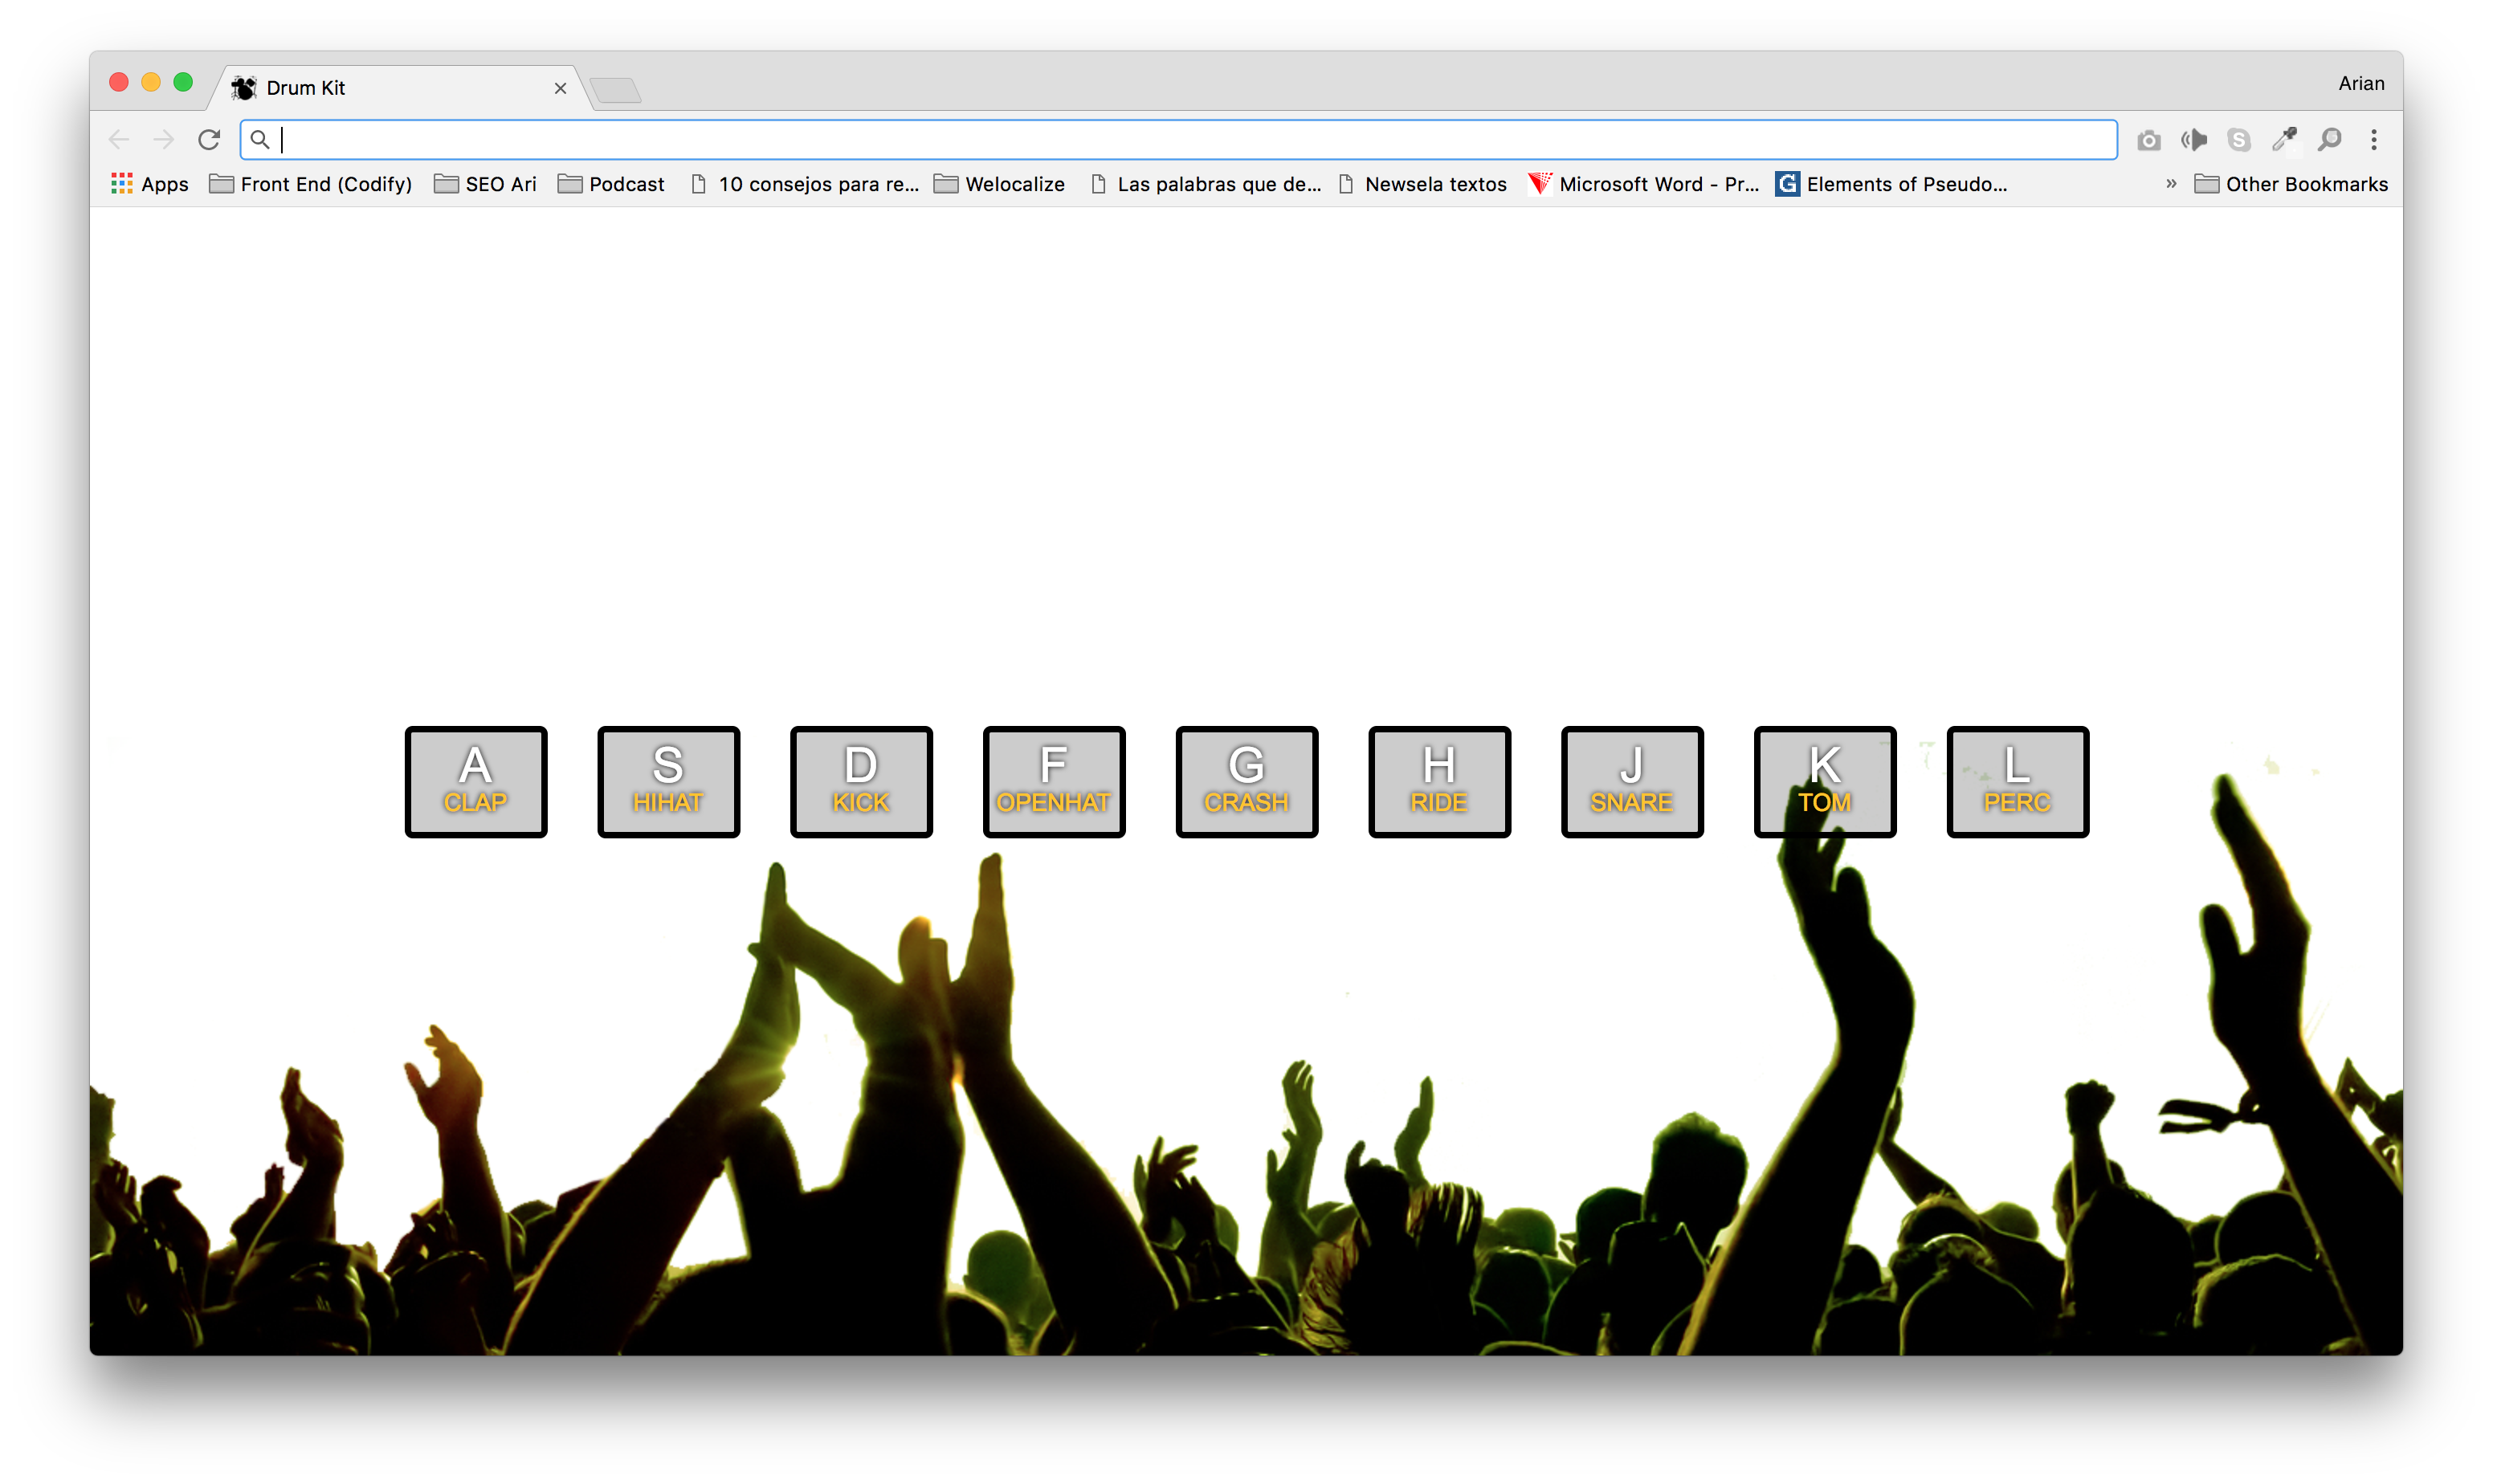 Drum Kit
Arian
Apps Front End (Codify) SEO Ari Podcast 10 consejos para re... Welocalize Las palabras que de... Newsela textos Microsoft Word - Pr... G Elements of Pseudo... » Other Bookmarks
A S D F G H J K L
CLAP HIHAT KICK OPENHAT CRASH RIDE SNARE TOM PERC